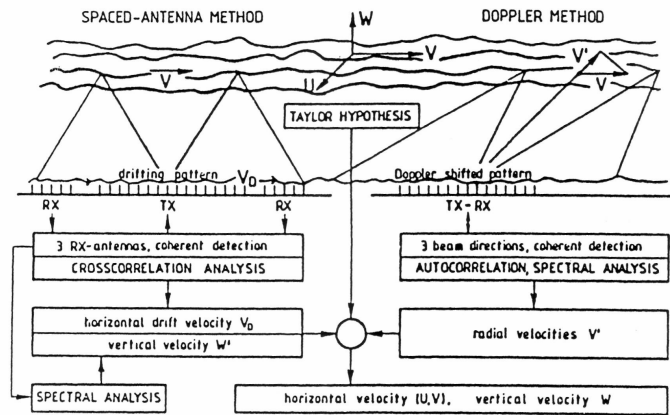 SPACED-ANTENNA METHOD
DOPPLER METHOD
W
V
U
V
V'
V
TAYLOR HYPOTHESIS
drifting pattern V_D
Doppler shifted pattern
RX TX RX
TX-RX
3 RX-antennas, coherent detection
CROSSCORRELATION ANALYSIS
3 beam directions, coherent detection
AUTOCORRELATION, SPECTRAL ANALYSIS
horizontal drift velocity V_D
vertical velocity W'
radial velocities V'
SPECTRAL ANALYSIS
horizontal velocity (U,V), vertical velocity W